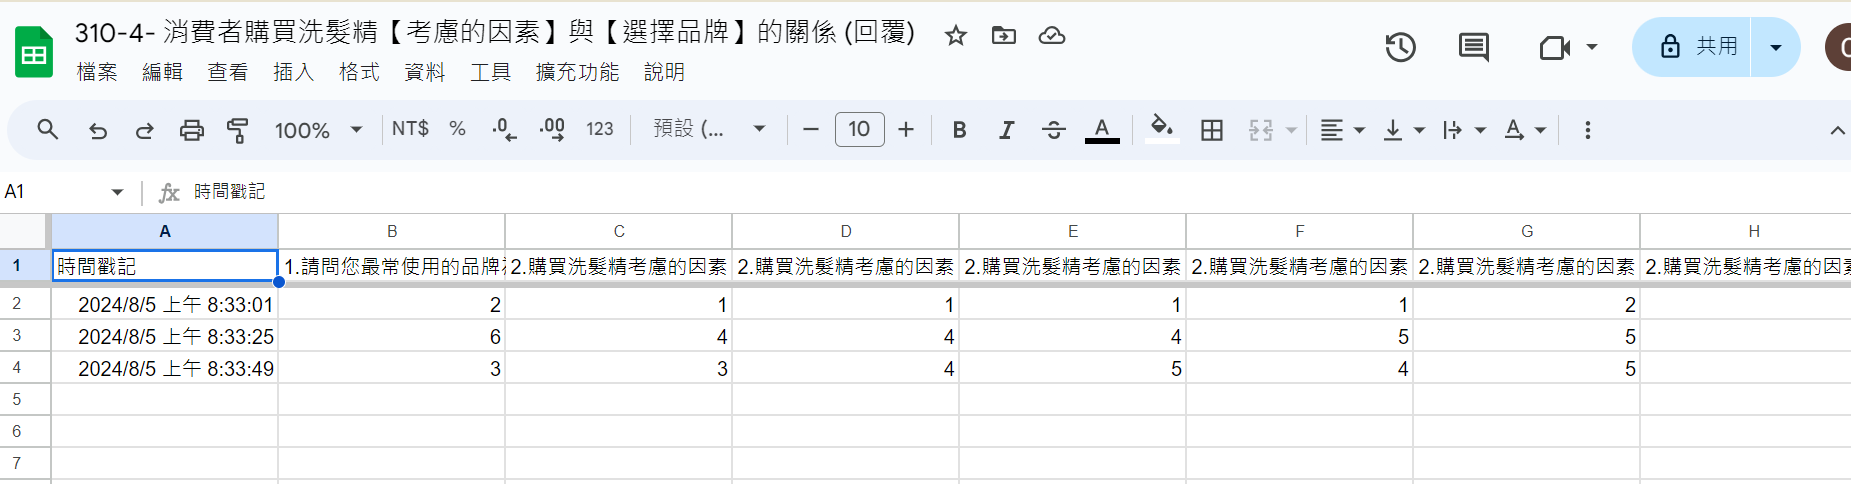 310-4- 消費者購買洗髮精【考慮的因素】與【選擇品牌】的關係 (回覆)
檔案 編輯 查看 插入 格式 資料 工具 擴充功能 說明
共用
100% NT$ % .0 .00 123 預設 (... 10 B I A A
A1 fx 時間戳記
A B C D E F G H
1 時間戳記 1.請問您最常使用的品牌 2.購買洗髮精考慮的因素 2.購買洗髮精考慮的因素 2.購買洗髮精考慮的因素 2.購買洗髮精考慮的因素 2.購買洗髮精考慮的因素 2.購買洗髮精考慮的因
2 2024/8/5 上午 8:33:01 2 1 1 1 1 2
3 2024/8/5 上午 8:33:25 6 4 4 4 5 5
4 2024/8/5 上午 8:33:49 3 3 4 5 4 5
5
6
7